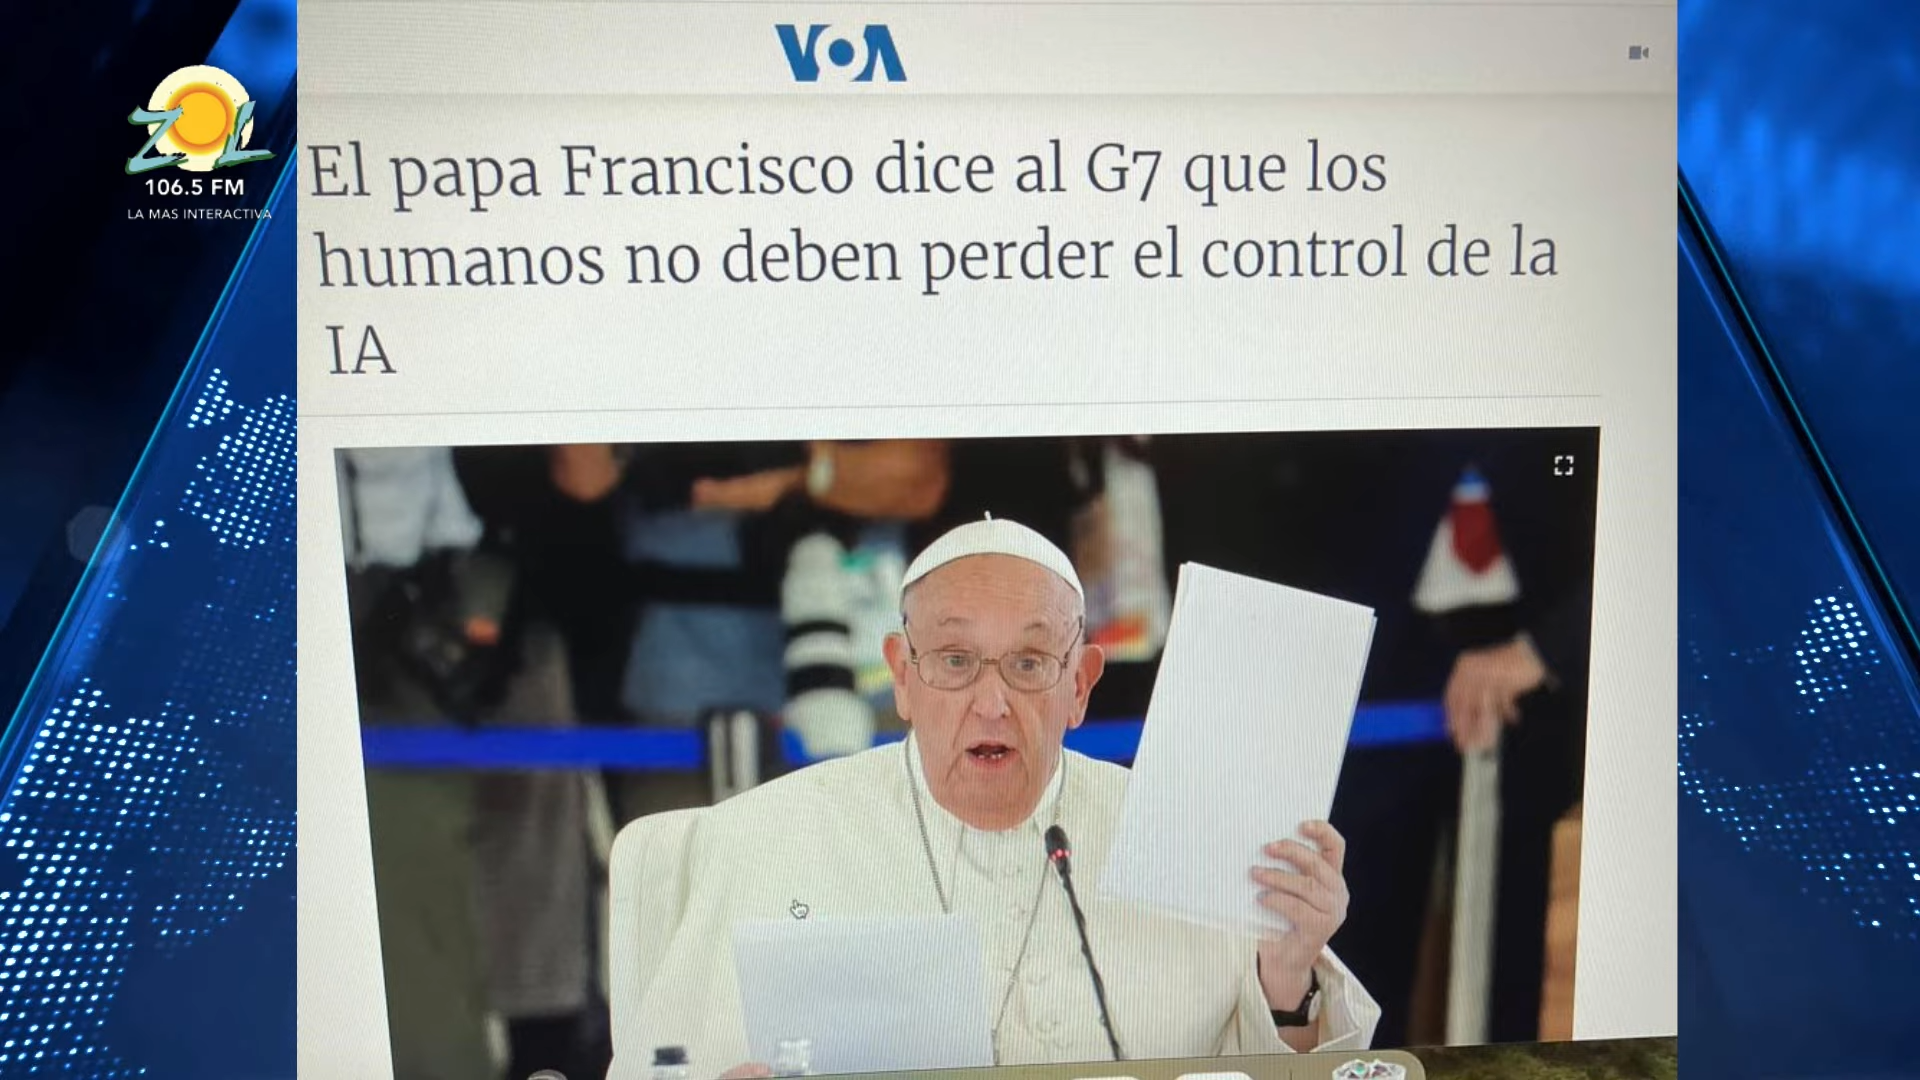 VOA
ZOL
106.5 FM
LA MAS INTERACTIVA
El papa Francisco dice al G7 que los
humanos no deben perder el control de la
IA